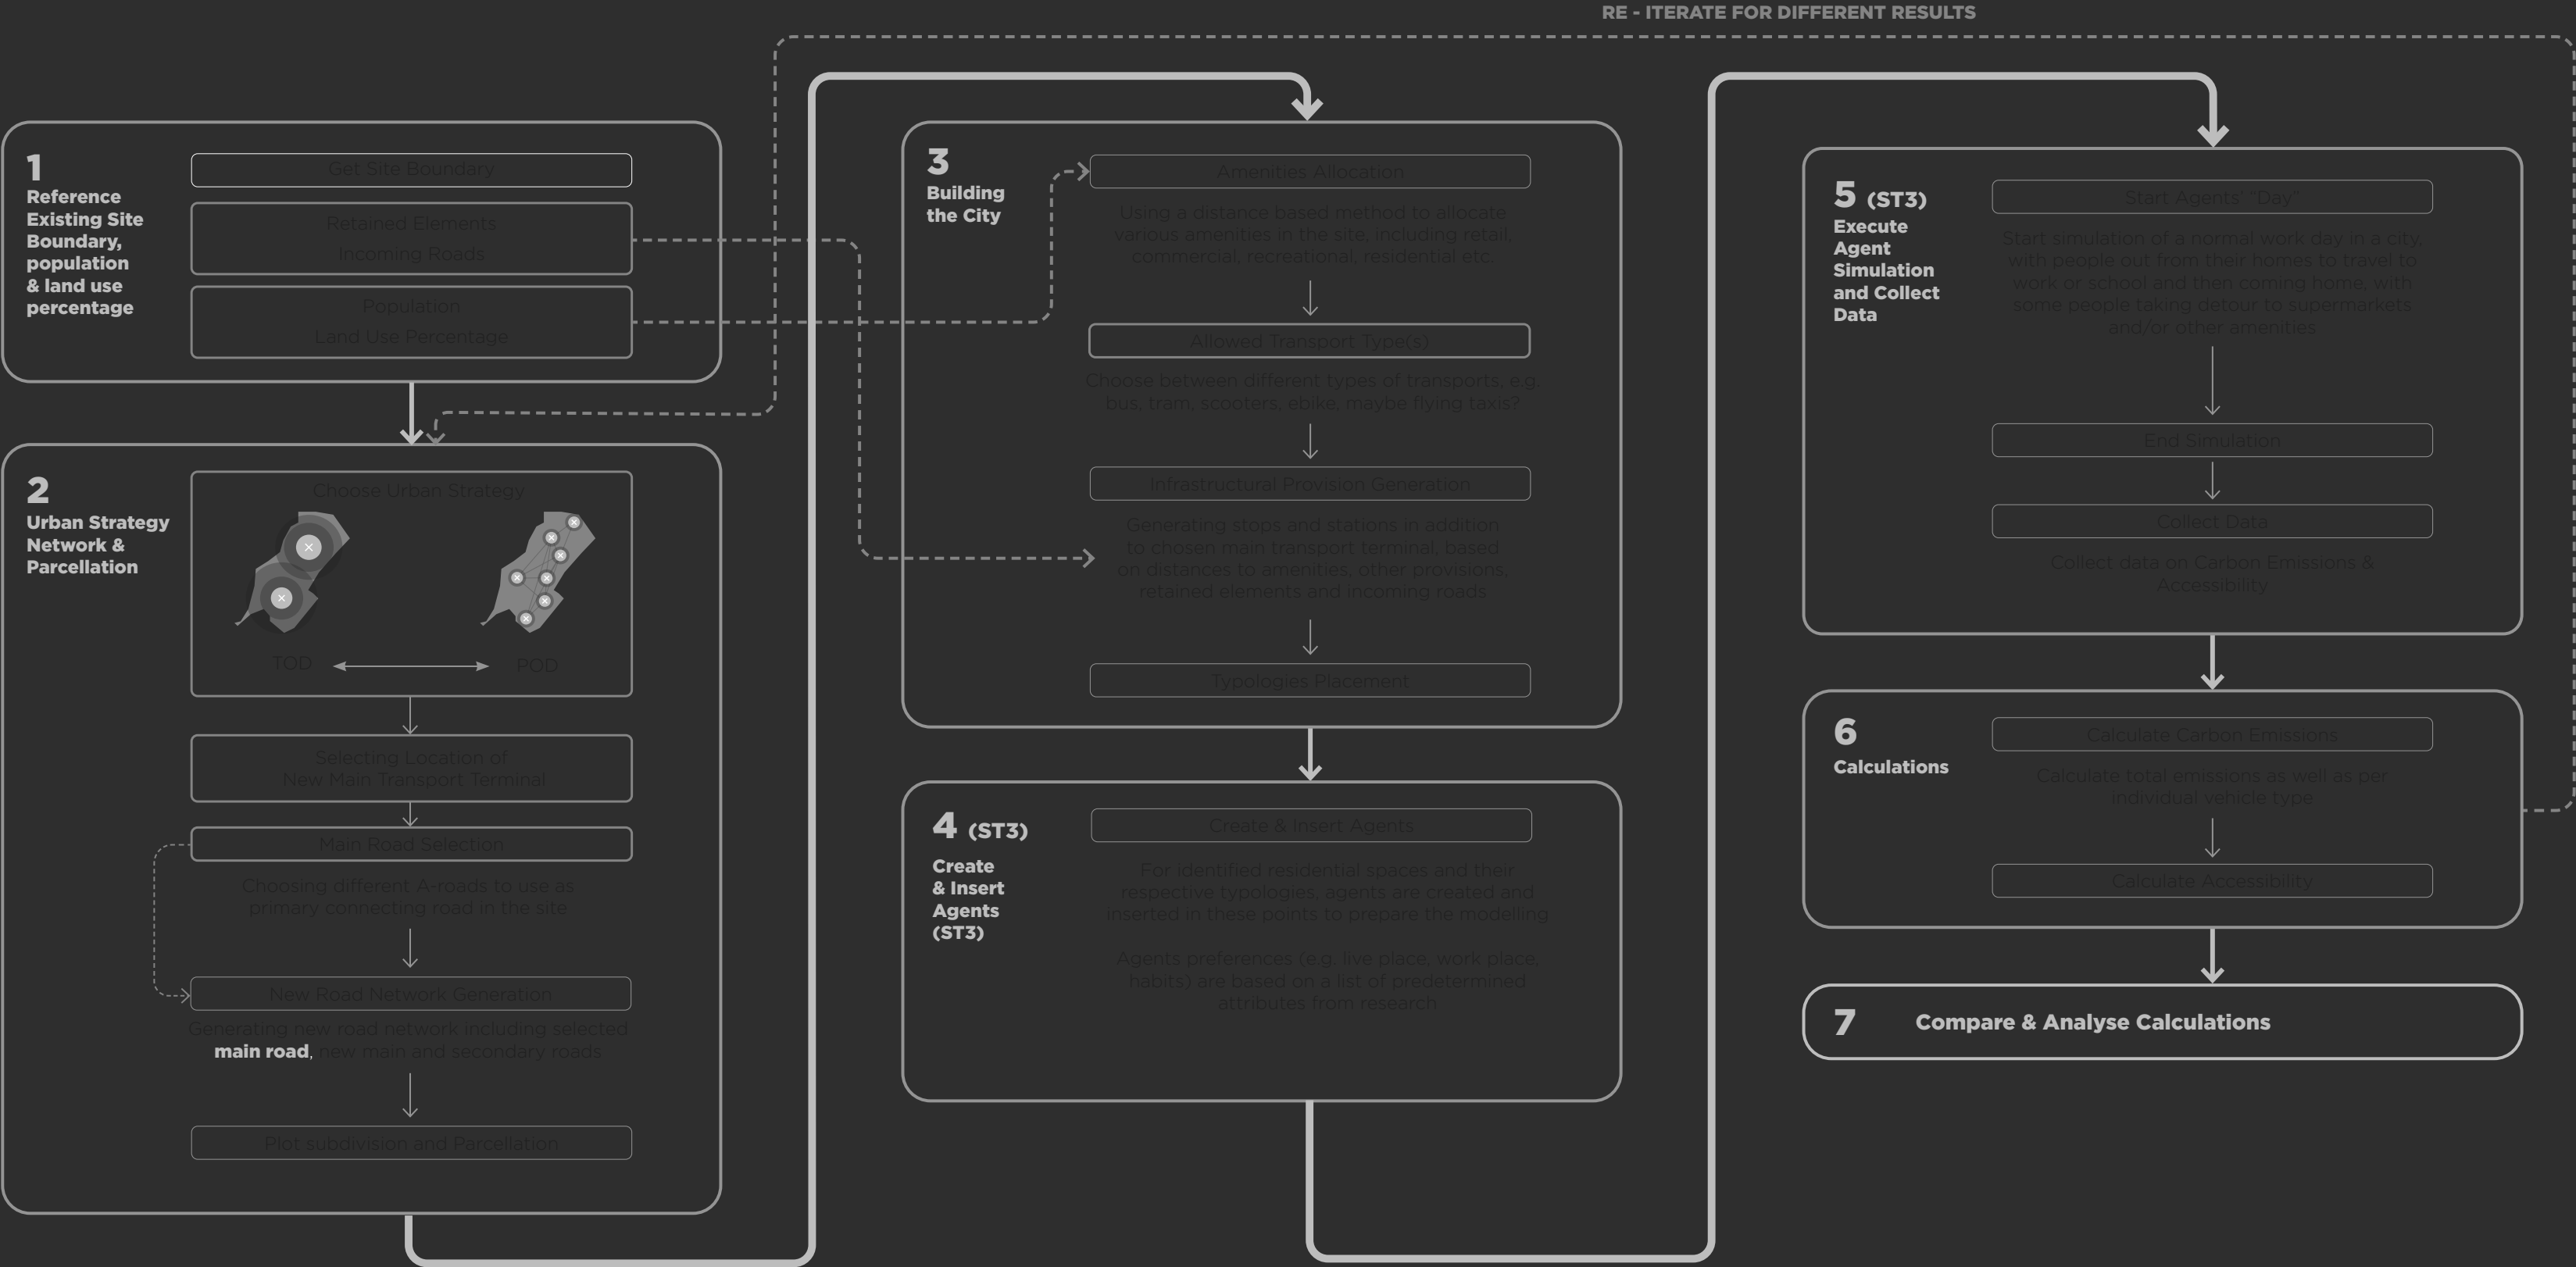 RE - ITERATE FOR DIFFERENT RESULTS
1
Reference
Existing Site
Boundary,
population
& land use
percentage
Get Site Boundary
Retained Elements
Incoming Roads
Population
Land Use Percentage
2
Urban Strategy
Network &
Parcellation
Choose Urban Strategy
TOD
POD
Selecting Location of
New Main Transport Terminal
Main Road Selection
Choosing different A-roads to use as
primary connecting road in the site
New Road Network Generation
Generating new road network including selected
main road, new main and secondary roads
Plot subdivision and Parcellation
3
Building
the City
Amenities Allocation
Using a distance based method to allocate
various amenities in the site, including retail,
commercial, recreational, residential etc.
Allowed Transport Type(s)
Choose between different types of transports, e.g.
bus, tram, scooters, ebike, maybe flying taxis?
Infrastructural Provision Generation
Generating stops and stations in addition
to chosen main transport terminal, based
on distances to amenities, other provisions,
retained elements and incoming roads
Typologies Placement
4 (ST3)
Create
& Insert
Agents
(ST3)
Create & Insert Agents
For identified residential spaces and their
respective typologies, agents are created and
inserted in these points to prepare the modelling
Agents preferences (e.g. live place, work place,
habits) are based on a list of predetermined
attributes from research
5 (ST3)
Execute
Agent
Simulation
and Collect
Data
Start Agents' "Day"
Start simulation of a normal work day in a city,
with people out from their homes to travel to
work or school and then coming home, with
some people taking detour to supermarkets
and/or other amenities
End Simulation
Collect Data
Collect data on Carbon Emissions &
Accessibility
6
Calculations
Calculate Carbon Emissions
Calculate total emissions as well as per
individual vehicle type
Calculate Accessibility
7
Compare & Analyse Calculations